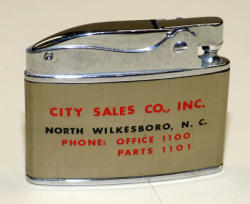 CITY SALES CO., INC.
NORTH WILKESBORO, N. C.
PHONE: OFFICE 1100
PARTS 1101